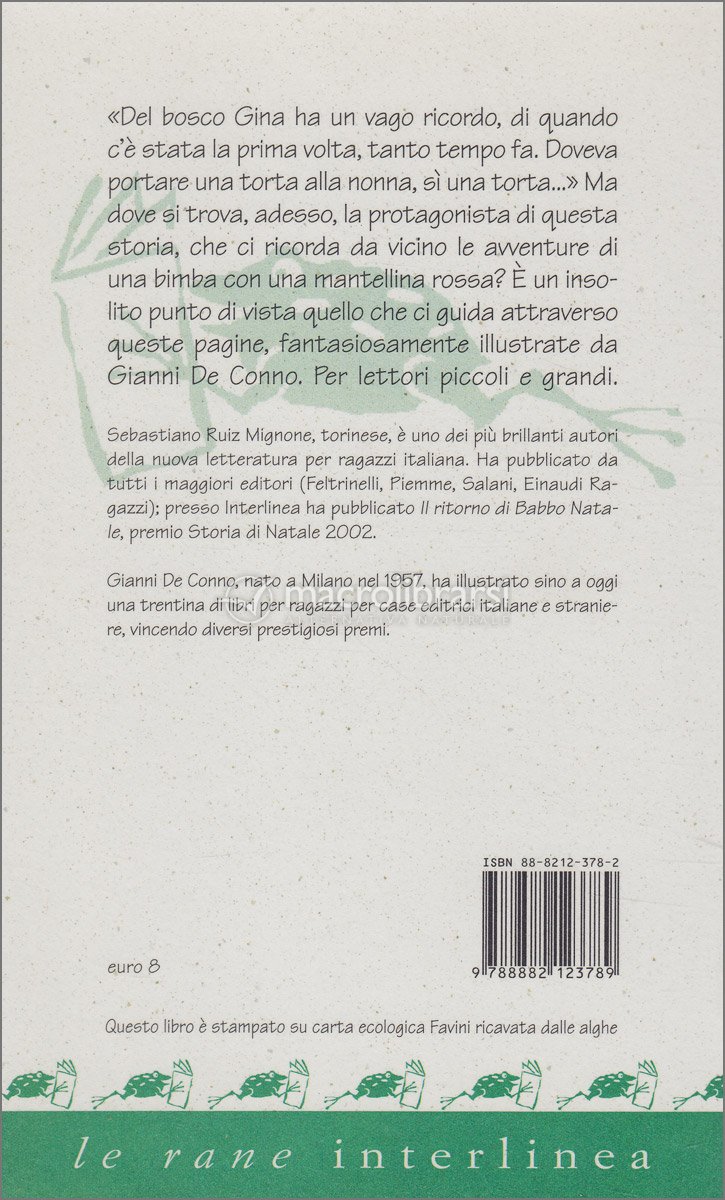 «Del bosco Gina ha un vago ricordo, di quando
c'è stata la prima volta, tanto tempo fa. Doveva
portare una torta alla nonna, sì una torta...» Ma
dove si trova, adesso, la protagonista di questa
storia, che ci ricorda da vicino le avventure di
una bimba con una mantellina rossa? È un inso-
lito punto di vista quello che ci guida attraverso
queste pagine, fantasiosamente illustrate da
Gianni De Conno. Per lettori piccoli e grandi.
Sebastiano Ruiz Mignone, torinese, è uno dei più brillanti autori
della nuova letteratura per ragazzi italiana. Ha pubblicato da
tutti i maggiori editori (Feltrinelli, Piemme, Salani, Einaudi Ra-
gazzi); presso Interlinea ha pubblicato Il ritorno di Babbo Nata-
le, premio Storia di Natale 2002.
Gianni De Conno, nato a Milano nel 1957, ha illustrato sino a oggi
una trentina di libri per ragazzi per case editrici italiane e stranie-
re, vincendo diversi prestigiosi premi.
macrolibrarsi
ALTERNATIVA NATURALE
ISBN 88-8212-378-2
9 788882 123789
euro 8
Questo libro è stampato su carta ecologica Favini ricavata dalle alghe
le rane interlinea